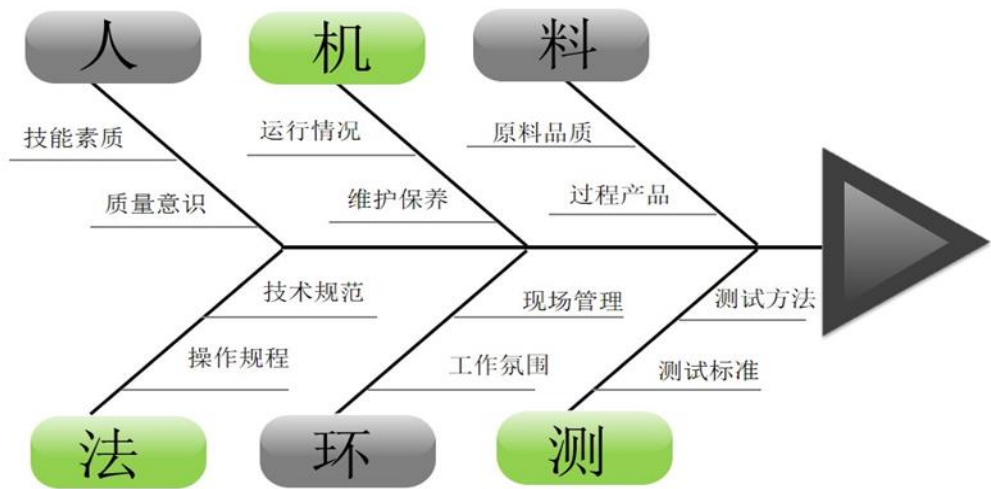 人
机
料
技能素质
运行情况
原料品质
质量意识
维护保养
过程产品
技术规范
现场管理
测试方法
操作规程
工作氛围
测试标准
法
环
测